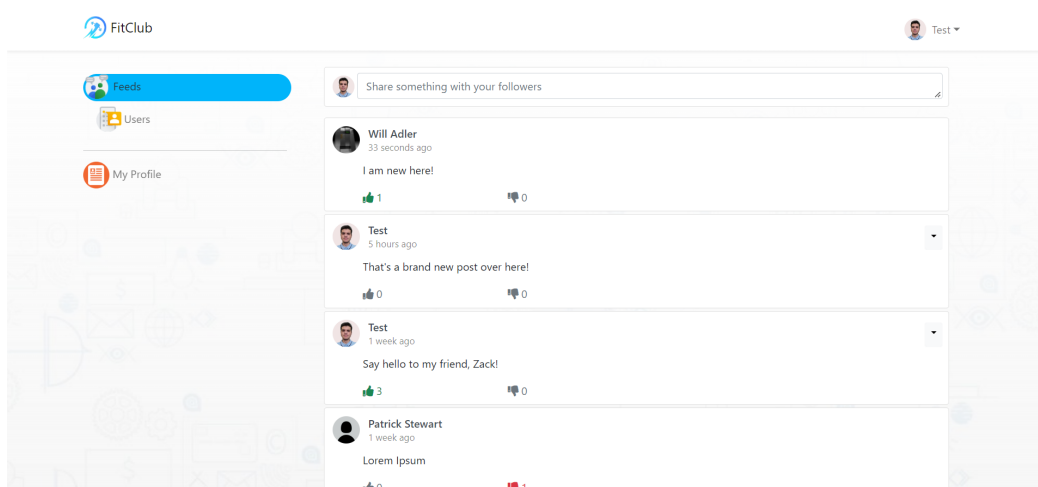 FitClub
Test
Feeds
Users
My Profile
Share something with your followers
Will Adler
33 seconds ago
I am new here!
1 0
Test
5 hours ago
That's a brand new post over here!
0 0
Test
1 week ago
Say hello to my friend, Zack!
3 0
Patrick Stewart
1 week ago
Lorem Ipsum
0 1